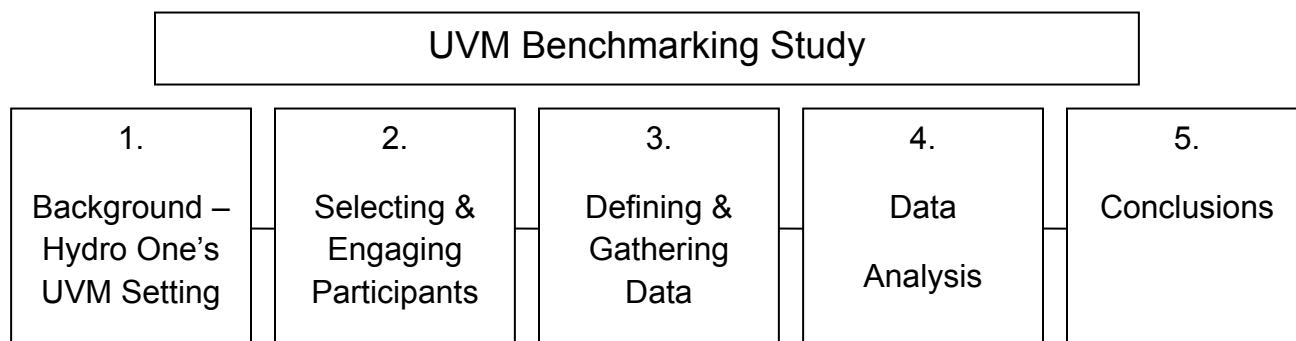 UVM Benchmarking Study
1.
Background –
Hydro One's
UVM Setting
2.
Selecting &
Engaging
Participants
3.
Defining &
Gathering
Data
4.
Data
Analysis
5.
Conclusions